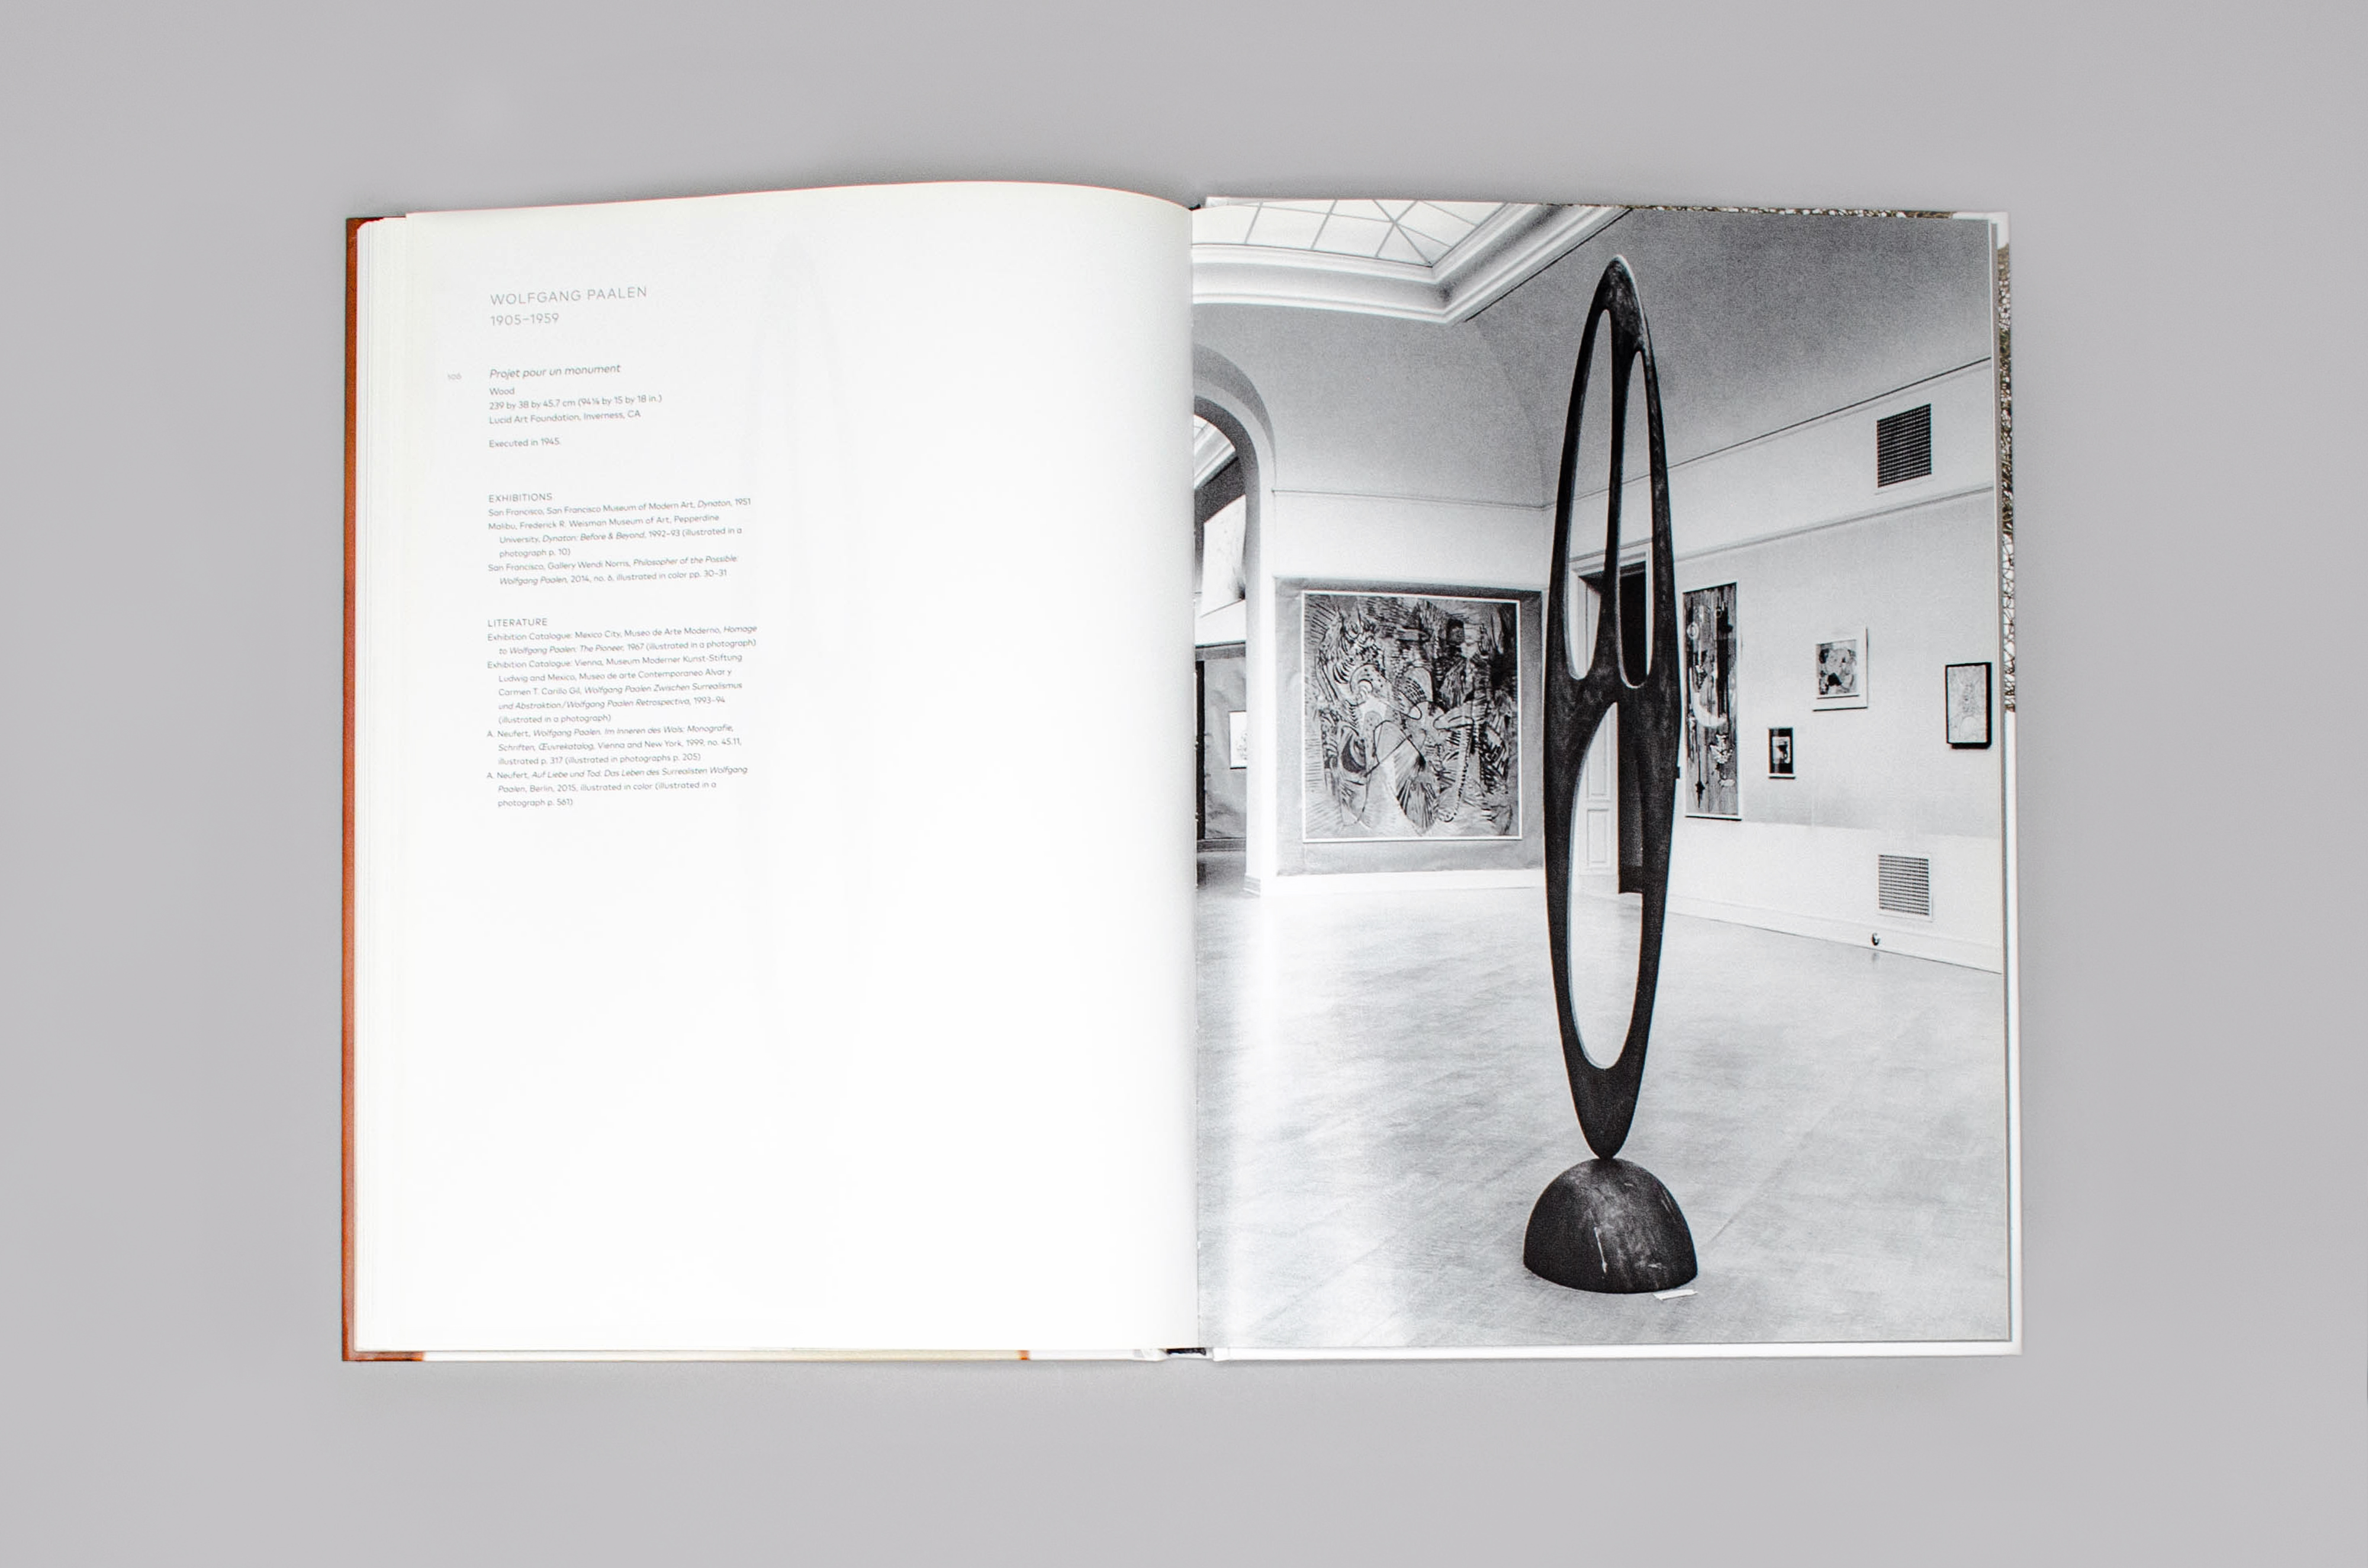 WOLFGANG PAALEN
1905–1959
106 Projet pour un monument
Wood
239 by 38 by 45.7 cm (94⅛ by 15 by 18 in.)
Lucid Art Foundation, Inverness, CA
Executed in 1945.
EXHIBITIONS
San Francisco, San Francisco Museum of Modern Art, Dynaton, 1951
Malibu, Frederick R. Weisman Museum of Art, Pepperdine
University, Dynaton: Before & Beyond, 1992–93 (illustrated in a
photograph p. 10)
San Francisco, Gallery Wendi Norris, Philosopher of the Possible:
Wolfgang Paalen, 2014, no. 6, illustrated in color pp. 30–31
LITERATURE
Exhibition Catalogue: Mexico City, Museo de Arte Moderno, Homage
to Wolfgang Paalen: The Pioneer, 1967 (illustrated in a photograph)
Exhibition Catalogue: Vienna, Museum Moderner Kunst-Stiftung
Ludwig and Mexico, Museo de arte Contemporaneo Alvar y
Carmen T. Carillo Gil, Wolfgang Paalen Zwischen Surrealismus
und Abstraktion/Wolfgang Paalen Retrospectiva, 1993–94
(illustrated in a photograph)
A. Neufert, Wolfgang Paalen. Im Inneren des Wals: Monografie,
Schriften, Œuvrekatalog, Vienna and New York, 1999, no. 45.11,
illustrated p. 317 (illustrated in photographs p. 205)
A. Neufert, Auf Liebe und Tod. Das Leben des Surrealisten Wolfgang
Paalen, Berlin, 2015, illustrated in color (illustrated in a
photograph p. 561)